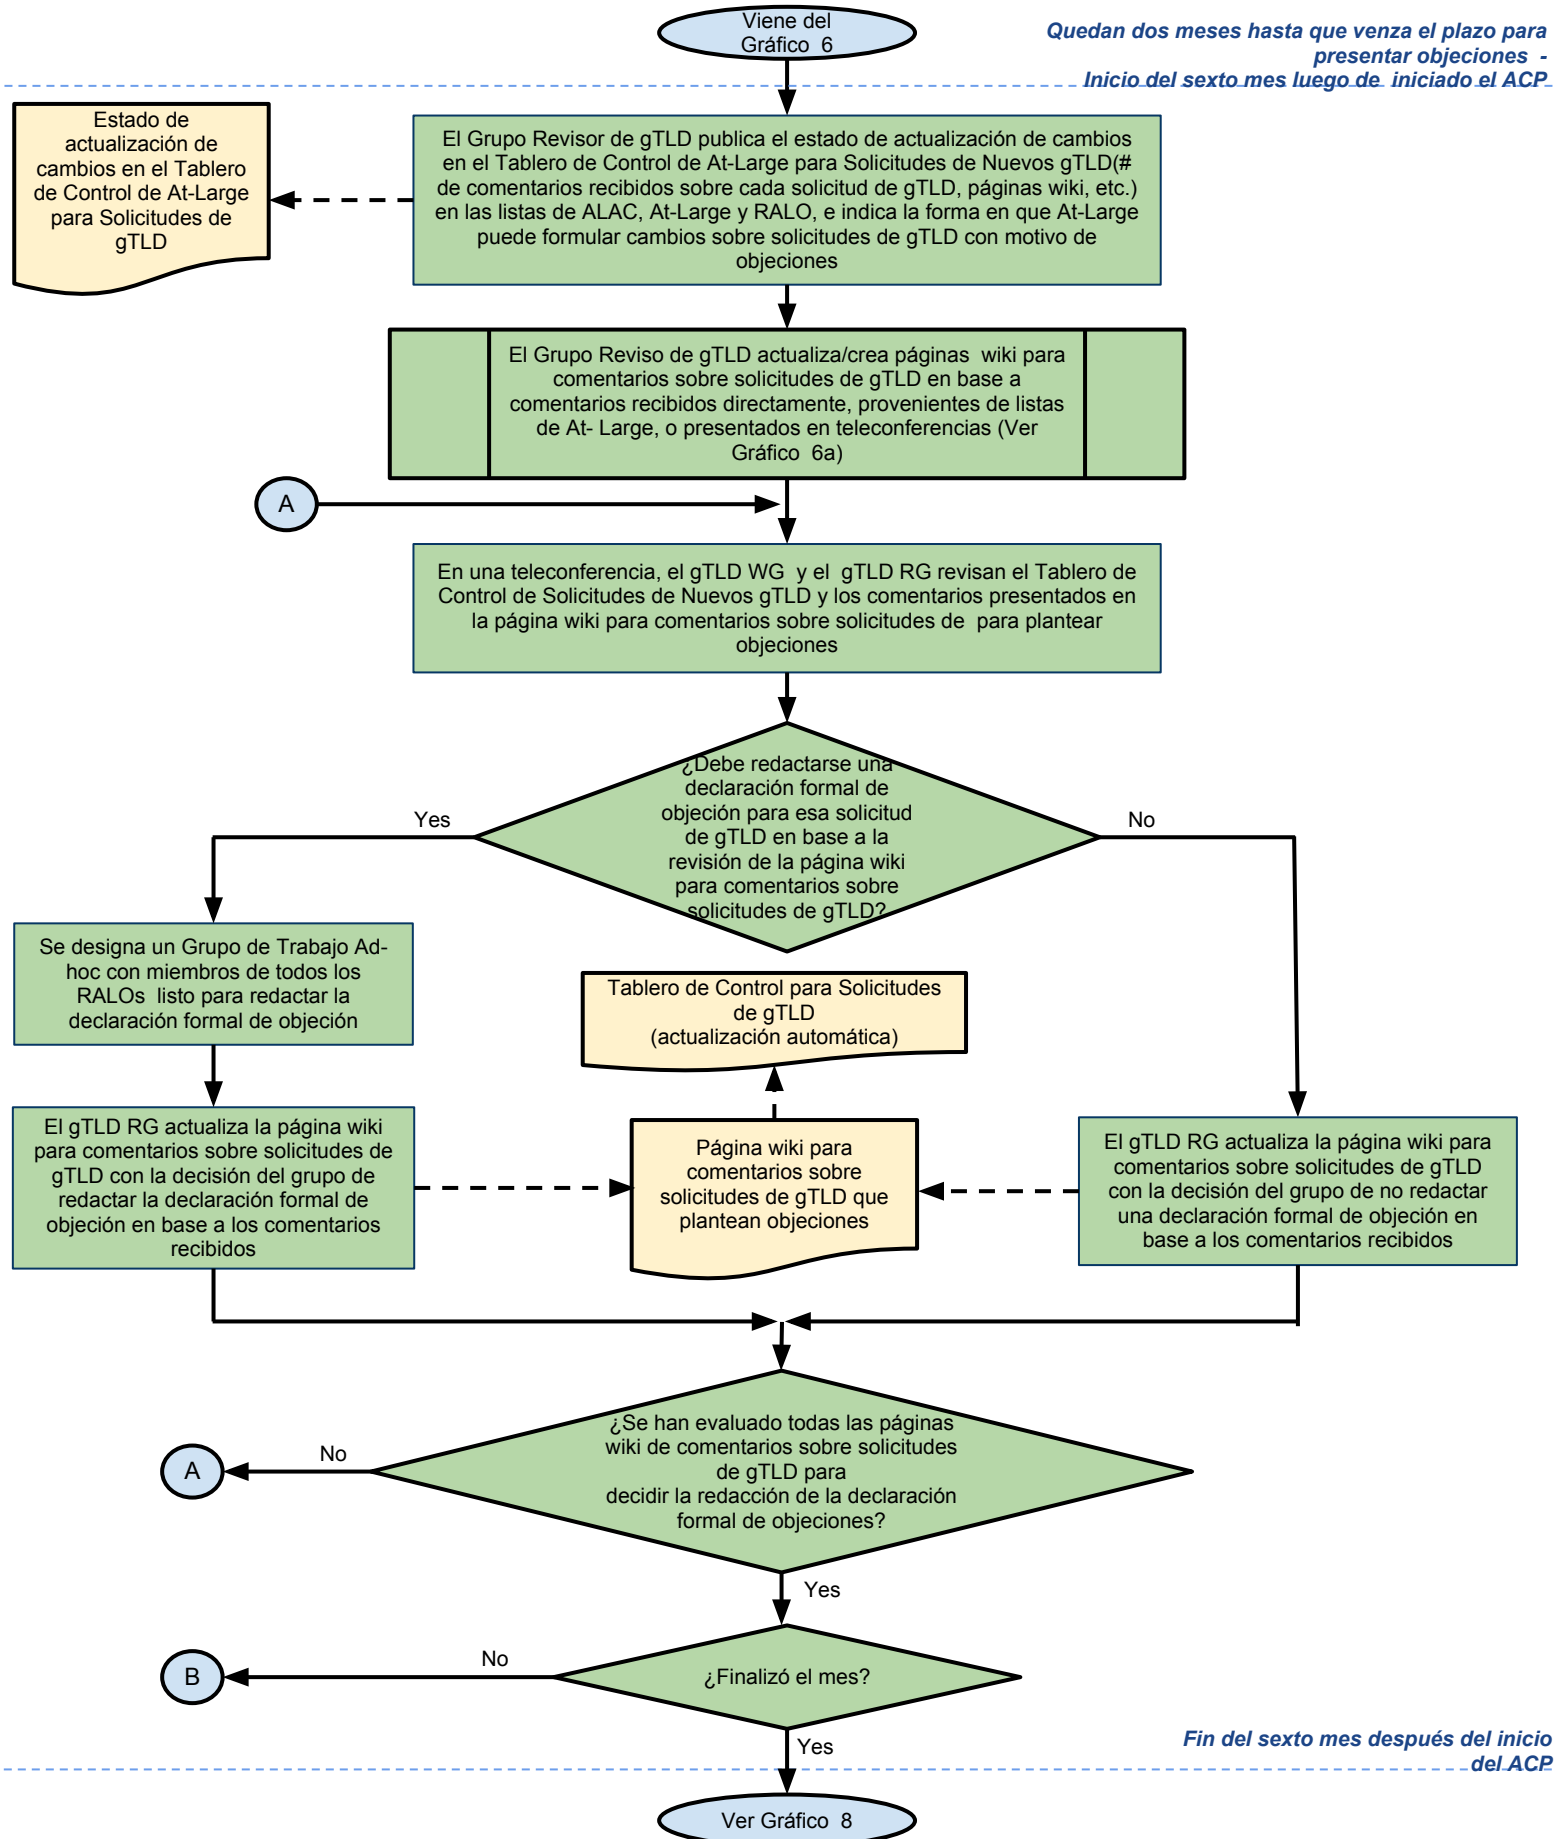 Viene del
Gráfico 6
Quedan dos meses hasta que venza el plazo para
presentar objeciones -
Inicio del sexto mes luego de iniciado el ACP
Estado de
actualización de
cambios en el Tablero
de Control de At-Large
para Solicitudes de
gTLD
El Grupo Revisor de gTLD publica el estado de actualización de cambios
en el Tablero de Control de At-Large para Solicitudes de Nuevos gTLD(#
de comentarios recibidos sobre cada solicitud de gTLD, páginas wiki, etc.)
en las listas de ALAC, At-Large y RALO, e indica la forma en que At-Large
puede formular cambios sobre solicitudes de gTLD con motivo de
objeciones
El Grupo Reviso de gTLD actualiza/crea páginas wiki para
comentarios sobre solicitudes de gTLD en base a
comentarios recibidos directamente, provenientes de listas
de At- Large, o presentados en teleconferencias (Ver
Gráfico 6a)
A
En una teleconferencia, el gTLD WG y el gTLD RG revisan el Tablero de
Control de Solicitudes de Nuevos gTLD y los comentarios presentados en
la página wiki para comentarios sobre solicitudes de para plantear
objeciones
¿Debe redactarse una
declaración formal de
objeción para esa solicitud
de gTLD en base a la
revisión de la página wiki
para comentarios sobre
solicitudes de gTLD?
Yes
No
Se designa un Grupo de Trabajo Ad-
hoc con miembros de todos los
RALOs listo para redactar la
declaración formal de objeción
Tablero de Control para Solicitudes
de gTLD
(actualización automática)
El gTLD RG actualiza la página wiki
para comentarios sobre solicitudes de
gTLD con la decisión del grupo de
redactar la declaración formal de
objeción en base a los comentarios
recibidos
Página wiki para
comentarios sobre
solicitudes de gTLD que
plantean objeciones
El gTLD RG actualiza la página wiki para
comentarios sobre solicitudes de gTLD
con la decisión del grupo de no redactar
una declaración formal de objeción en
base a los comentarios recibidos
¿Se han evaluado todas las páginas
wiki de comentarios sobre solicitudes
de gTLD para
decidir la redacción de la declaración
formal de objeciones?
No
A
Yes
¿Finalizó el mes?
No
B
Yes
Fin del sexto mes después del inicio
del ACP
Ver Gráfico 8